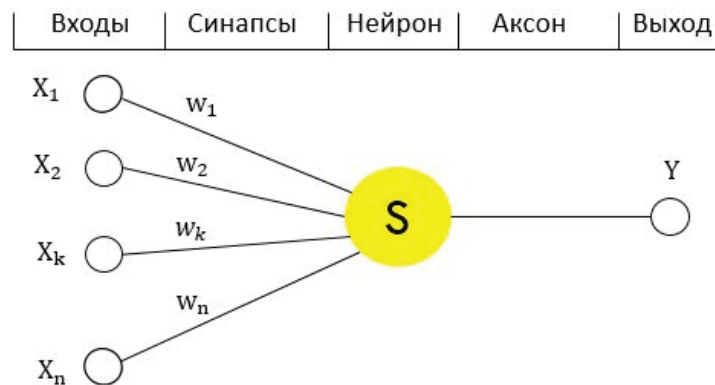 Входы Синапсы Нейрон Аксон Выход
X₁ w₁
X₂ w₂ Y
S
Xₖ wₖ
wₙ
Xₙ